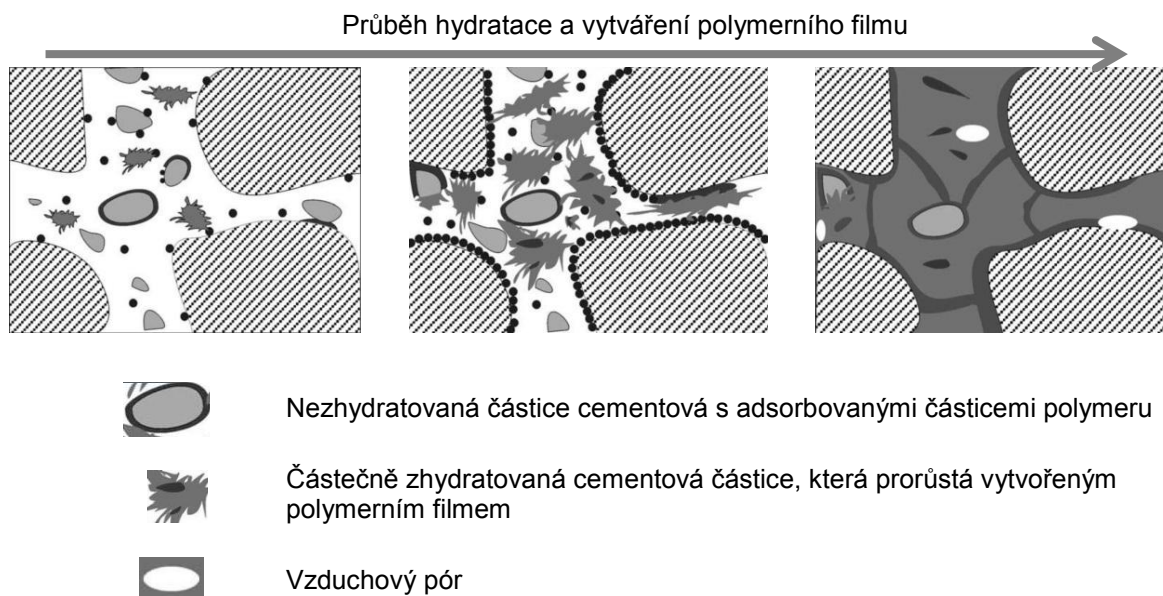 Průběh hydratace a vytváření polymerního filmu
Nezhydratovaná částice cementová s adsorbovanými částicemi polymeru
Částečně zhydratovaná cementová částice, která prorůstá vytvořeným
polymerním filmem
Vzduchový pór